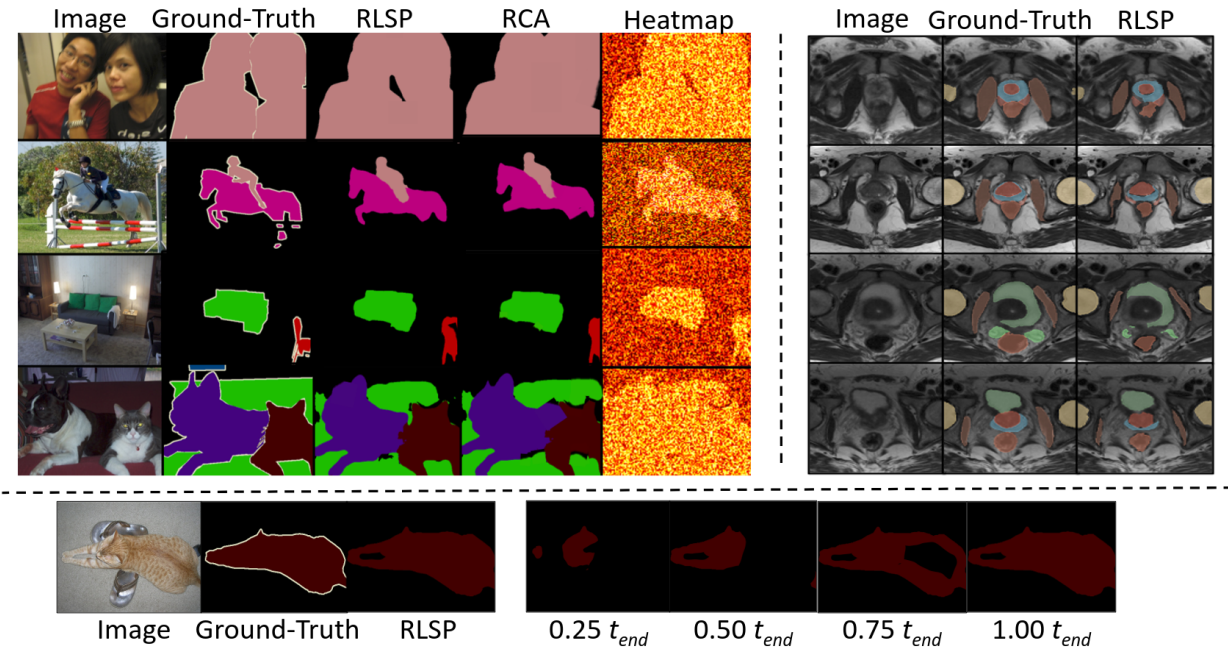 Image Ground-Truth RLSP RCA Heatmap
Image Ground-Truth RLSP
Image Ground-Truth RLSP
0.25 t_end 0.50 t_end 0.75 t_end 1.00 t_end